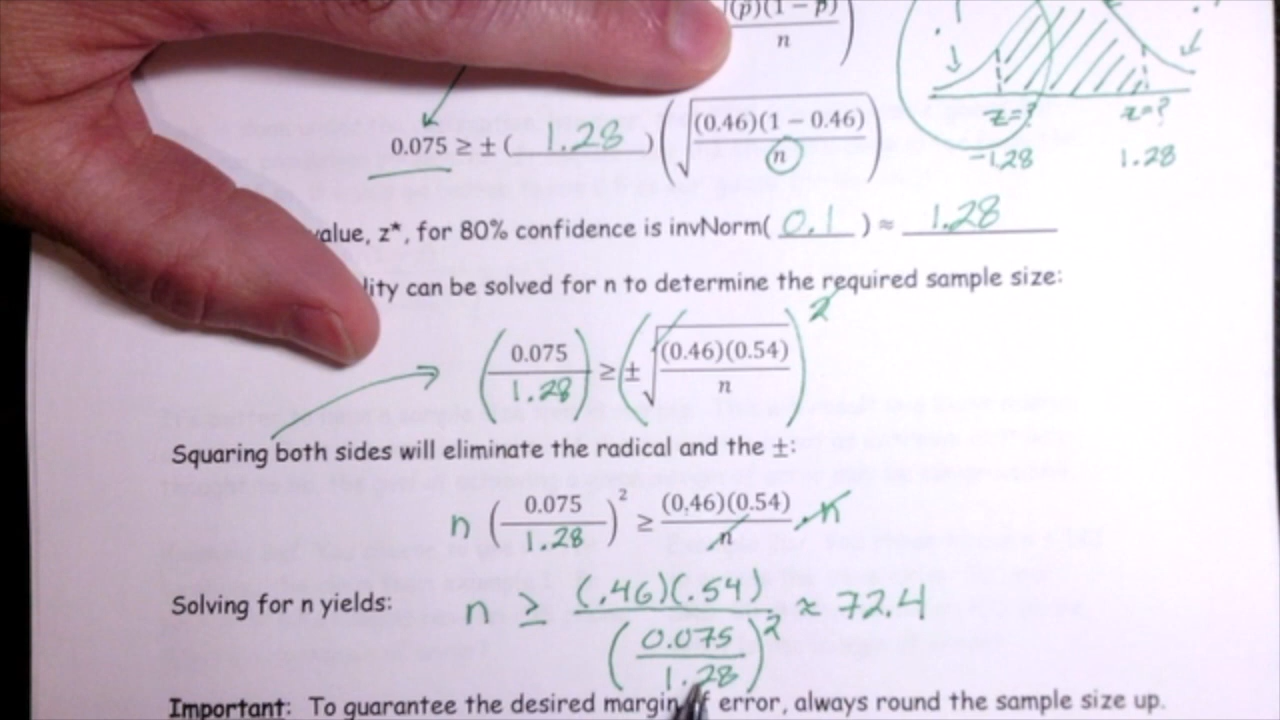 (p̂)(1 − p̂)
n
z=? z=?
−1.28 1.28
0.075 ≥ ± ( 1.28 ) ( √ (0.46)(1 − 0.46) / n )
for 80% confidence is invNorm( 0.1 ) ≈ 1.28
can be solved for n to determine the required sample size:
( 0.075 / 1.28 ) ≥ ( ± √ (0.46)(0.54) / n )²
Squaring both sides will eliminate the radical and the ±:
n ( 0.075 / 1.28 )² ≥ (0.46)(0.54) / n · n
Solving for n yields: n ≥ (.46)(.54) / ( 0.075 / 1.28 )² ≈ 72.4
Important: To guarantee the desired margin of error, always round the sample size up.